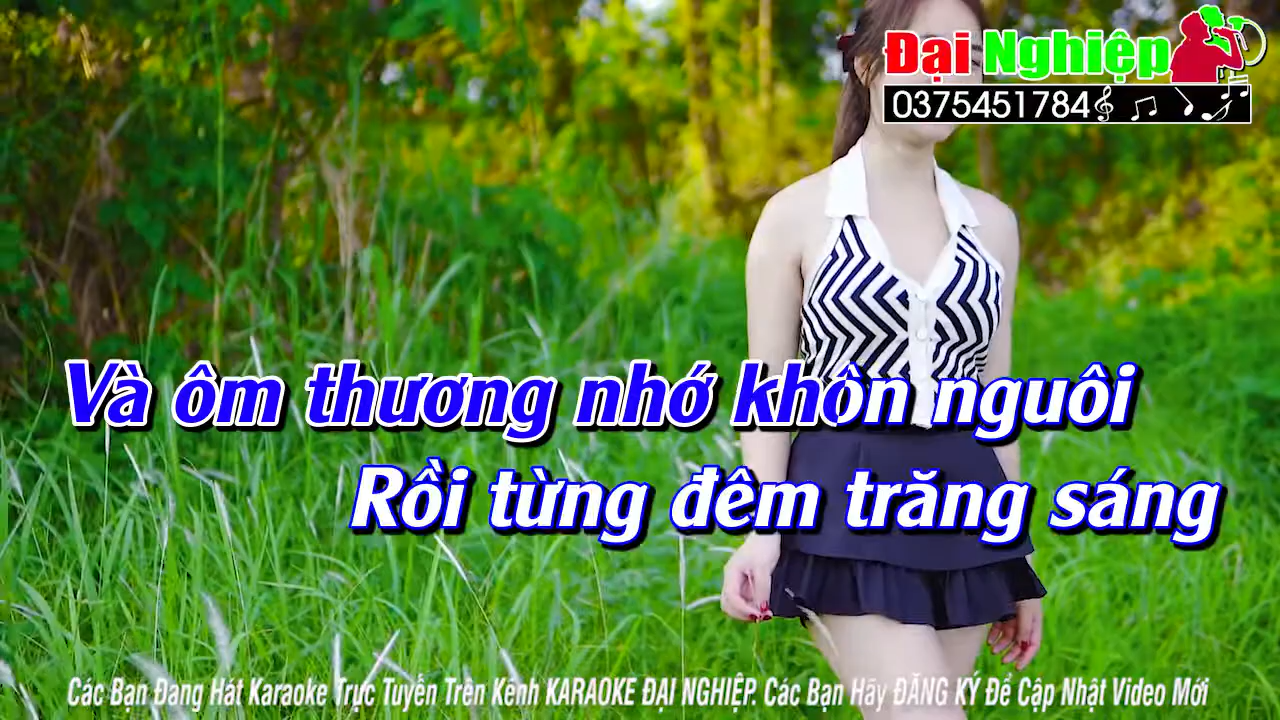 Đại Nghiệp
0375451784
Và ôm thương nhớ khôn nguôi
Rồi từng đêm trăng sáng
Các Bạn Đang Hát Karaoke Trực Tuyến Trên Kênh KARAOKE ĐẠI NGHIỆP. Các Bạn Hãy ĐĂNG KÝ Để Cập Nhật Video Mới